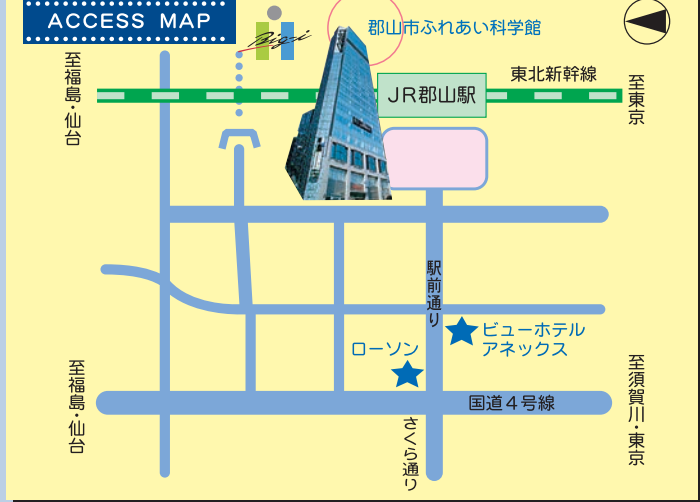 ACCESS MAP
郡山市ふれあい科学館
至福島・仙台
東北新幹線
JR郡山駅
至東京
駅前通り
ビューホテル
アネックス
ローソン
至福島・仙台
国道4号線
至須賀川・東京
さくら通り